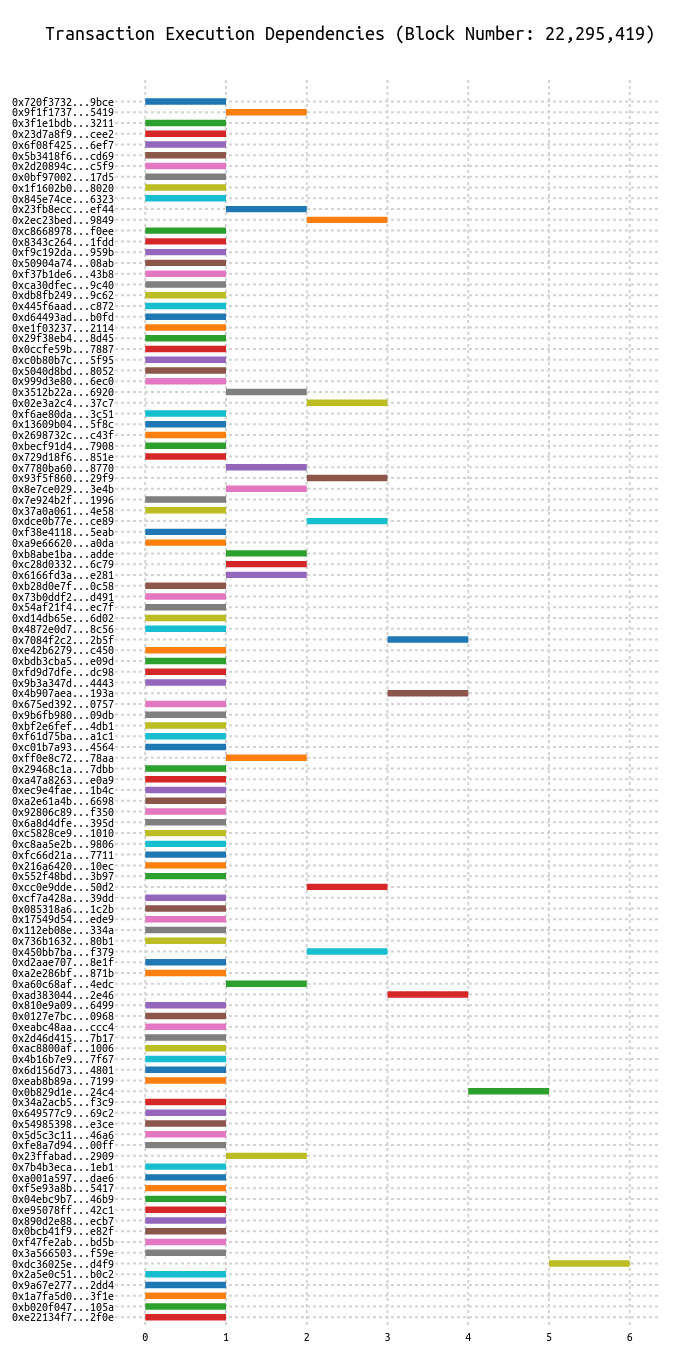 Transaction Execution Dependencies (Block Number: 22,295,419)
0x720f3732...9bce
0x9f1f1737...5419
0x3f1e1bdb...3211
0x23d7a8f9...cee2
0x6f08f425...6ef7
0x5b3418f6...cd69
0x2d20894c...c5f9
0x0bf97002...17d5
0x1f1602b0...8020
0x845e74ce...6323
0x23fb8ecc...ef44
0x2ec23bed...9849
0xc8668978...f0ee
0x8343c264...1fdd
0xf9c192da...959b
0x50904a74...08ab
0xf37b1de6...43b8
0xca30dfec...9c40
0xdb8fb249...9c62
0x445f6aad...c872
0xd64493ad...b0fd
0xe1f03237...2114
0x29f38eb4...8d45
0x0ccfe59b...7887
0xc0b80b7c...5f95
0x5040d8bd...8052
0x999d3e80...6ec0
0x3512b22a...6920
0x02e3a2c4...37c7
0xf6ae80da...3c51
0x13609b04...5f8c
0x2698732c...c43f
0xbecf91d4...7908
0x729d18f6...851e
0x7780ba60...8770
0x93f5f860...29f9
0x8e7ce029...3e4b
0x7e924b2f...1996
0x37a0a061...4e58
0xdce0b77e...ce89
0xf38e4118...5eab
0xa9e66620...a0da
0xb8abe1ba...adde
0xc28d0332...6c79
0x6166fd3a...e281
0xb28d0e7f...0c58
0x73b0ddf2...d491
0x54af21f4...ec7f
0xd14db65e...6d02
0x4872e0d7...8c56
0x7084f2c2...2b5f
0xe42b6279...c450
0xbdb3cba5...e09d
0xfd9d7dfe...dc98
0x9b3a347d...4443
0x4b907aea...193a
0x675ed392...0757
0x9b6fb980...09db
0xbf2e6fef...4db1
0xf61d75ba...a1c1
0xc01b7a93...4564
0xff0e8c72...78aa
0x29468c1a...7dbb
0xa47a8263...e0a9
0xec9e4fae...1b4c
0xa2e61a4b...6698
0x92806c89...f350
0x6a8d4dfe...395d
0xc5828ce9...1010
0xc8aa5e2b...9806
0xfc66d21a...7711
0x216a6420...10ec
0x552f48bd...3b97
0xcc0e9dde...50d2
0xcf7a428a...39dd
0x085318a6...1c2b
0x17549d54...ede9
0x112eb08e...334a
0x736b1632...80b1
0x450bb7ba...f379
0xd2aae707...8e1f
0xa2e286bf...871b
0xa60c68af...4edc
0xad383044...2e46
0x810e9a09...6499
0x0127e7bc...0968
0xeabc48aa...ccc4
0x2d46d415...7b17
0xac8800af...1006
0x4b16b7e9...7f67
0x6d156d73...4801
0xeab8b89a...7199
0x0b829d1e...24c4
0x34a2acb5...f3c9
0x649577c9...69c2
0x54985398...e3ce
0x5d5c3c11...46a6
0xfe8a7d94...00ff
0x23ffabad...2909
0x7b4b3eca...1eb1
0xa001a597...dae6
0xf5e93a8b...5417
0x04ebc9b7...46b9
0xe95078ff...42c1
0x890d2e88...ecb7
0x0bcb41f9...e82f
0xf47fe2ab...bd5b
0x3a566503...f59e
0xdc36025e...d4f9
0x2a5e0c51...b0c2
0x9a67e277...2dd4
0x1a7fa5d0...3f1e
0xb020f047...105a
0xe22134f7...2f0e
0 1 2 3 4 5 6